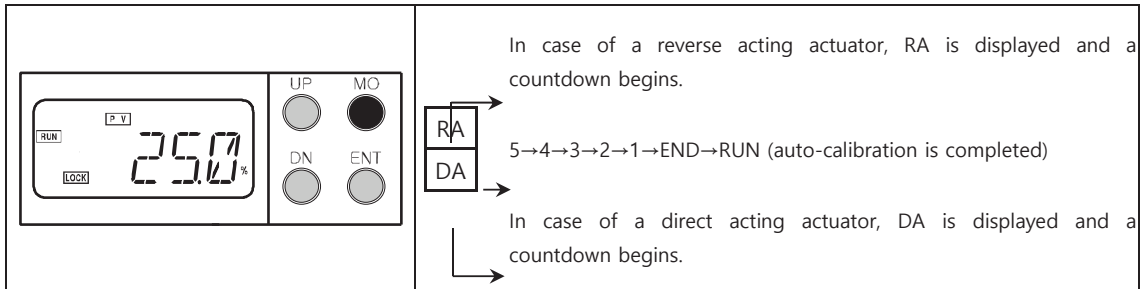 UP MO
P V
RUN
25.0 %
LOCK
DN ENT
In case of a reverse acting actuator, RA is displayed and a
countdown begins.
RA
5→4→3→2→1→END→RUN (auto-calibration is completed)
DA
In case of a direct acting actuator, DA is displayed and a
countdown begins.